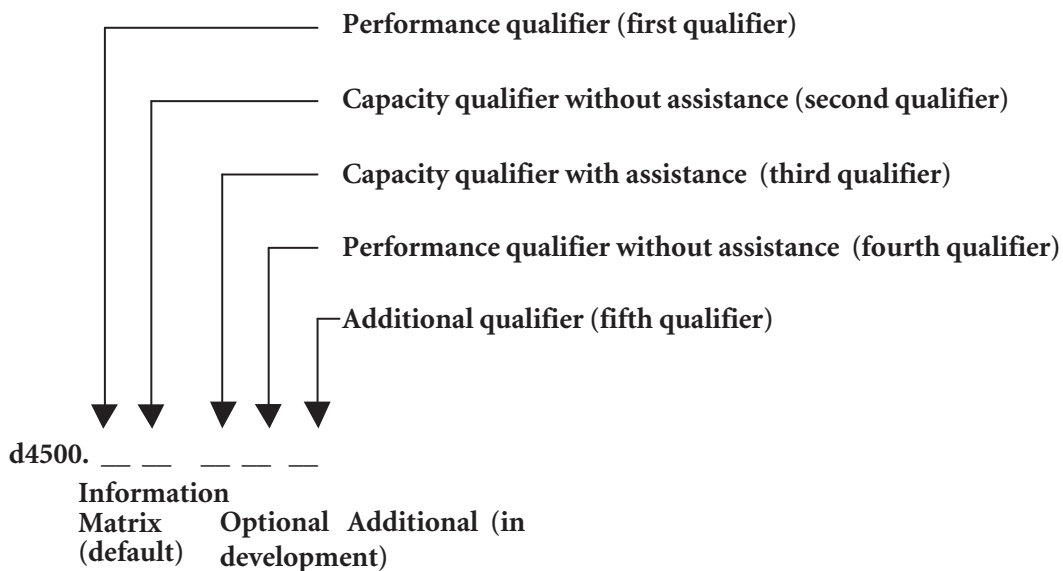 Performance qualifier (first qualifier)
Capacity qualifier without assistance (second qualifier)
Capacity qualifier with assistance (third qualifier)
Performance qualifier without assistance (fourth qualifier)
Additional qualifier (fifth qualifier)
d4500. __ __ __ __ __
Information
Matrix
(default)
Optional Additional (in
development)